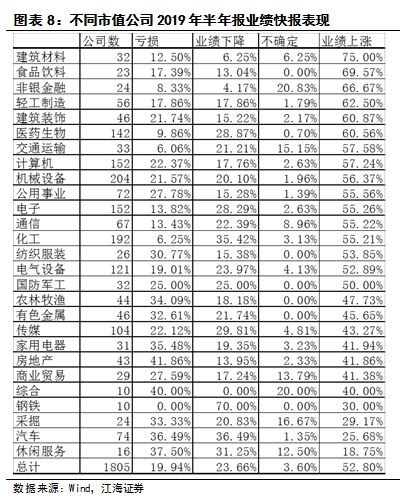 图表 8：不同市值公司 2019 年半年报业绩快报表现
公司数 亏损 业绩下降 不确定 业绩上涨
建筑材料 32 12.50% 6.25% 6.25% 75.00%
食品饮料 23 17.39% 13.04% 0.00% 69.57%
非银金融 24 8.33% 4.17% 20.83% 66.67%
轻工制造 56 17.86% 17.86% 1.79% 62.50%
建筑装饰 46 21.74% 15.22% 2.17% 60.87%
医药生物 142 9.86% 28.87% 0.70% 60.56%
交通运输 33 6.06% 21.21% 15.15% 57.58%
计算机 152 22.37% 17.76% 2.63% 57.24%
机械设备 204 21.57% 20.10% 1.96% 56.37%
公用事业 72 27.78% 15.28% 1.39% 55.56%
电子 152 13.82% 28.29% 2.63% 55.26%
通信 67 13.43% 22.39% 8.96% 55.22%
化工 192 6.25% 35.42% 3.13% 55.21%
纺织服装 26 30.77% 15.38% 0.00% 53.85%
电气设备 121 19.01% 23.97% 4.13% 52.89%
国防军工 32 25.00% 25.00% 0.00% 50.00%
农林牧渔 44 34.09% 18.18% 0.00% 47.73%
有色金属 46 32.61% 21.74% 0.00% 45.65%
传媒 104 22.12% 29.81% 4.81% 43.27%
家用电器 31 35.48% 19.35% 3.23% 41.94%
房地产 43 41.86% 13.95% 2.33% 41.86%
商业贸易 29 27.59% 17.24% 13.79% 41.38%
综合 10 40.00% 0.00% 20.00% 40.00%
钢铁 10 0.00% 70.00% 0.00% 30.00%
采掘 24 33.33% 20.83% 16.67% 29.17%
汽车 74 36.49% 36.49% 1.35% 25.68%
休闲服务 16 37.50% 31.25% 12.50% 18.75%
总计 1805 19.94% 23.66% 3.60% 52.80%
数据来源：Wind，江海证券